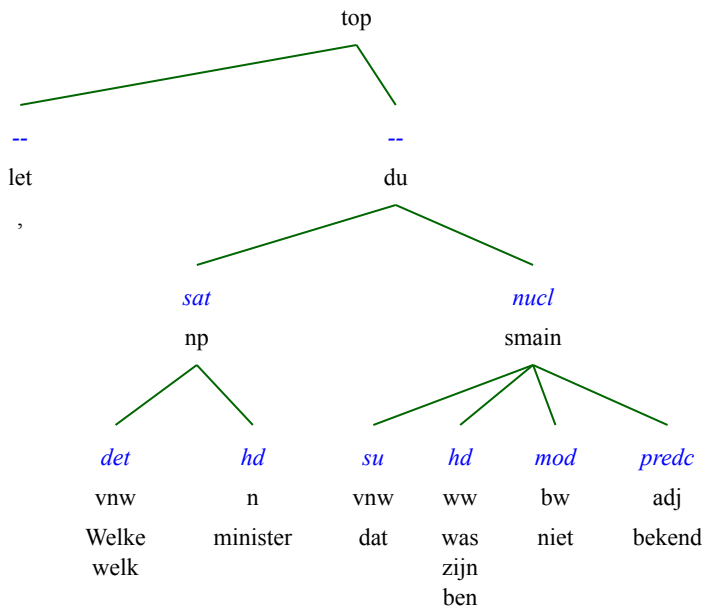 top
-- --
let du
,
sat nucl
np smain
det hd su hd mod predc
vnw n vnw ww bw adj
Welke minister dat was niet bekend
welk zijn
ben